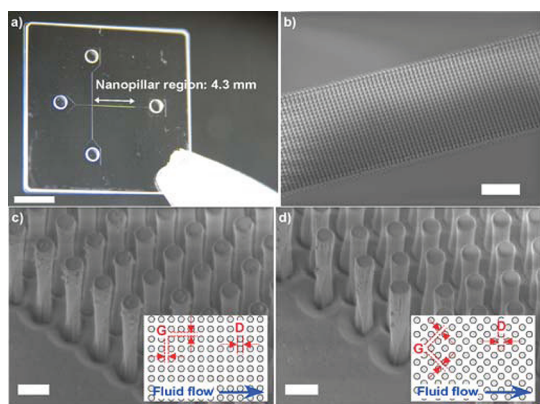 a)
Nanopillar region: 4.3 mm
b)
c)
G
D
Fluid flow
d)
G
D
Fluid flow